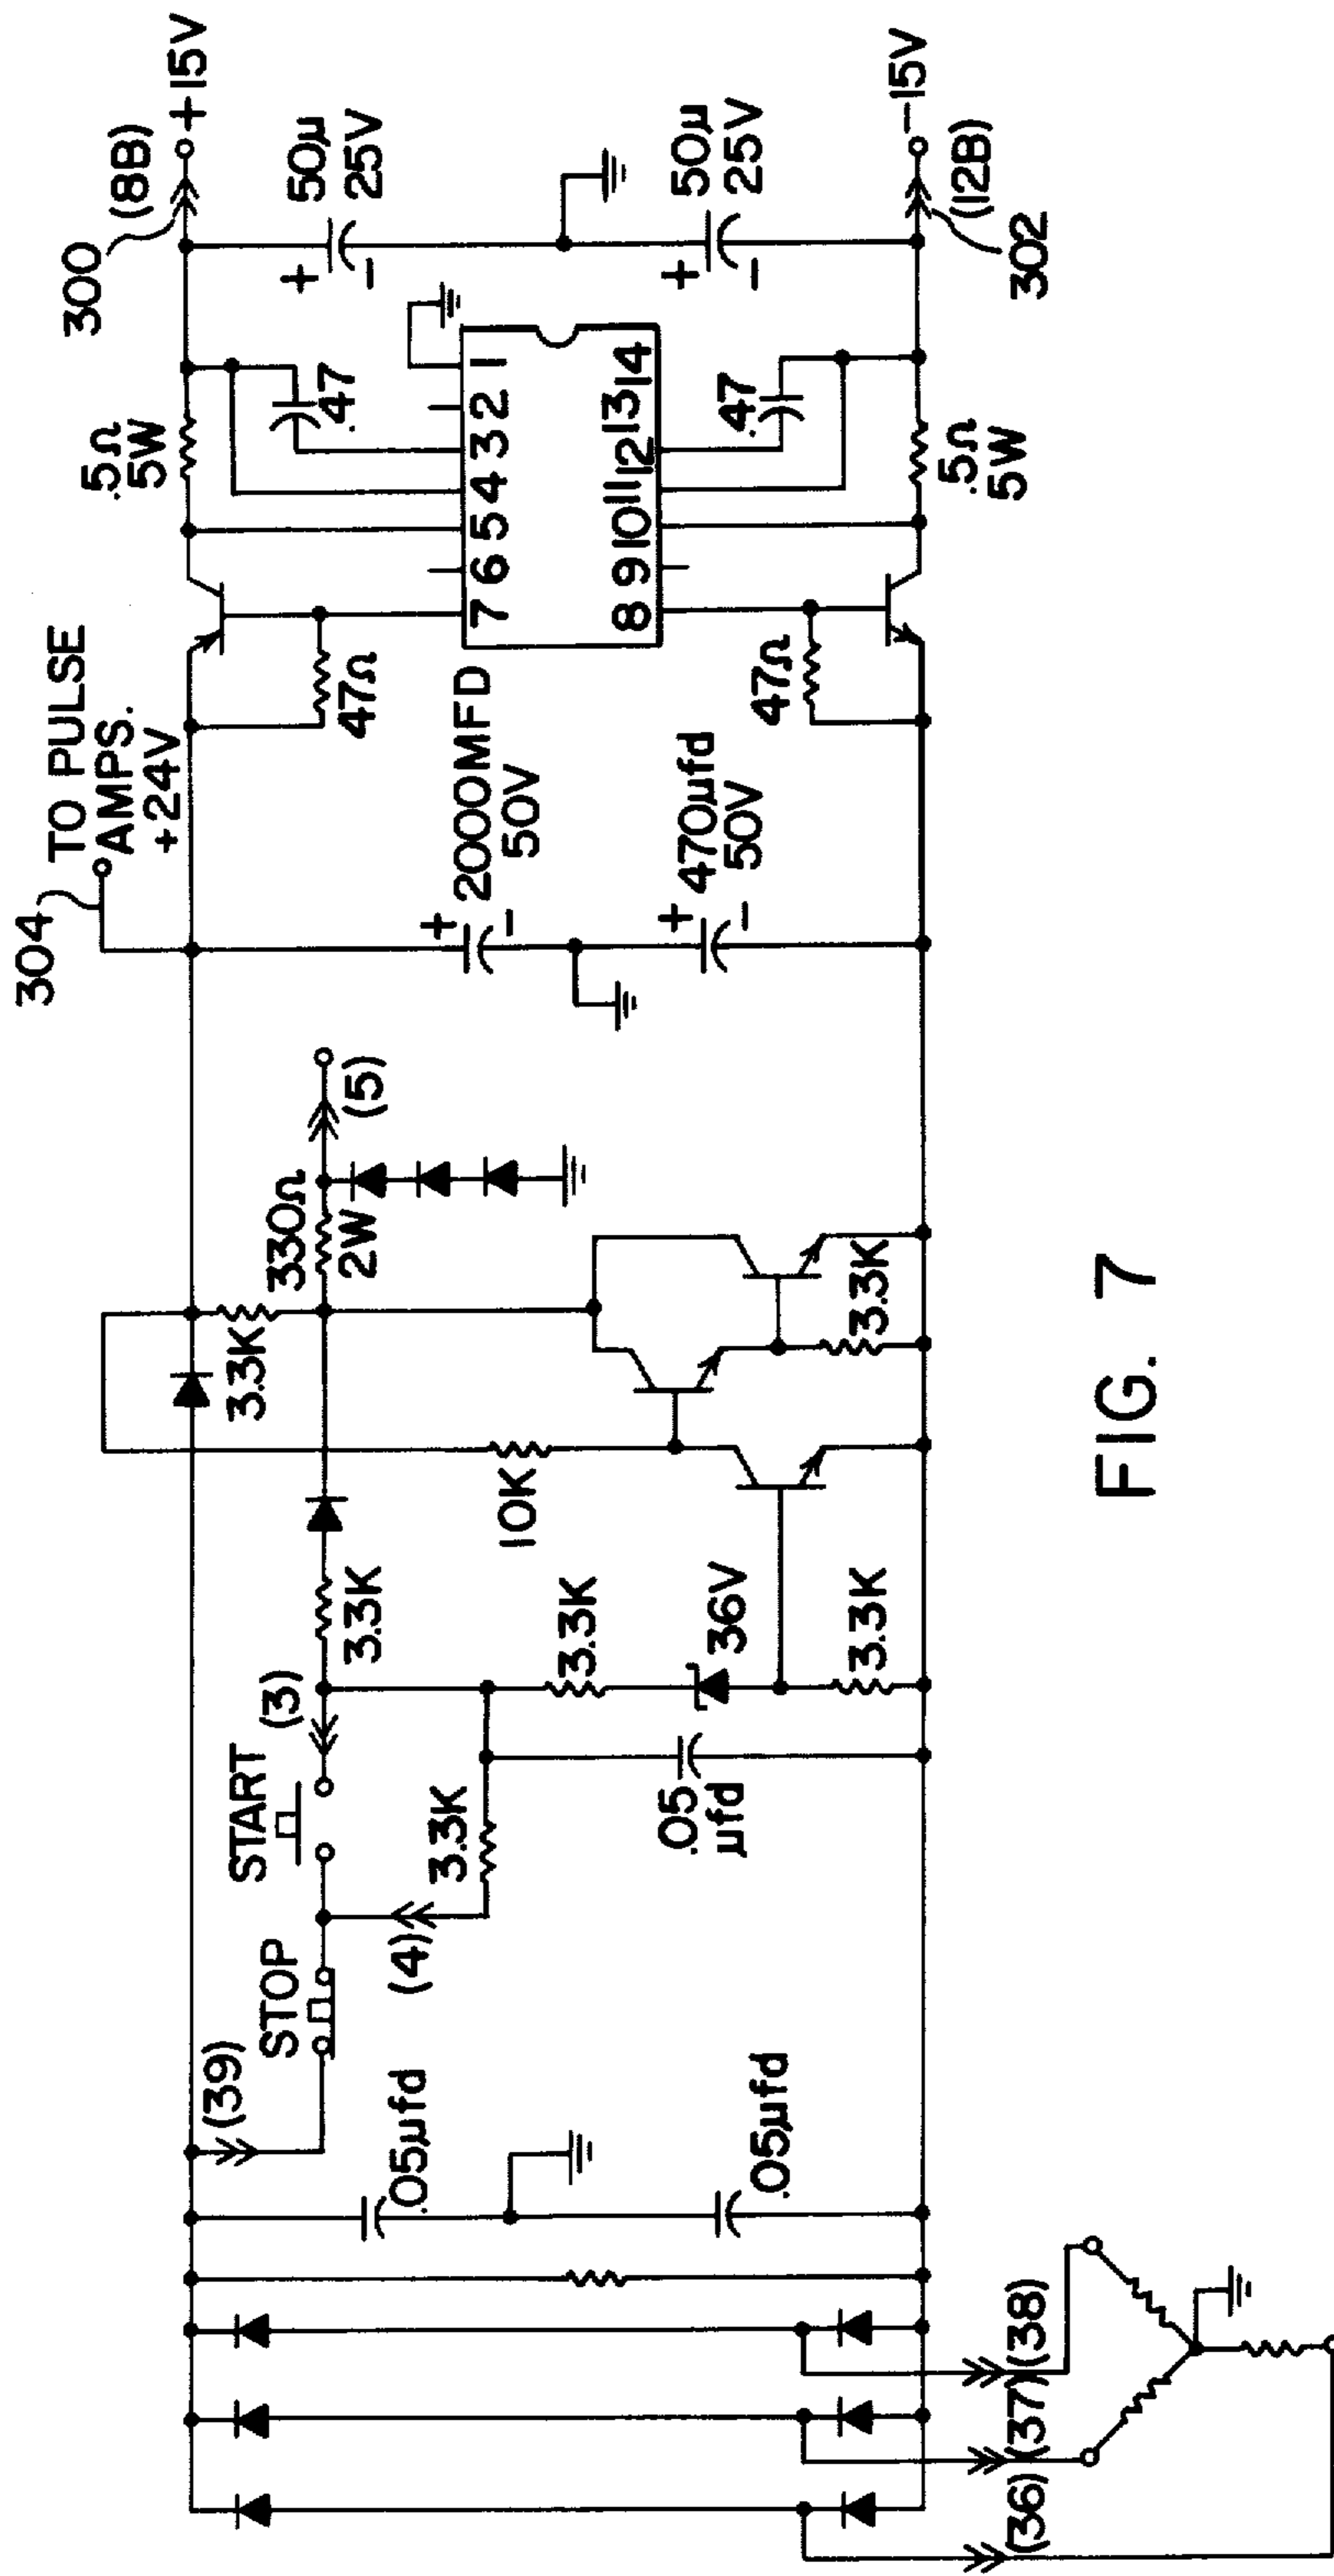 304
TO PULSE
AMPS.
+24V
300
(8B)
+15V
.5Ω
5W
50µ
25V
.47
47Ω
2000MFD
50V
470µfd
50V
47Ω
7 6 5 4 3 2 1
8 9 10 11 12 13 14
.47
50µ
25V
.5Ω
5W
-15V
(12B)
302
(39)
STOP
START
(3)
(4)
3.3K
3.3K
3.3K
330Ω
2W
(5)
10K
3.3K
36V
3.3K
3.3K
.05
µfd
.05µfd
.05µfd
(36)
(37)
(38)
FIG. 7